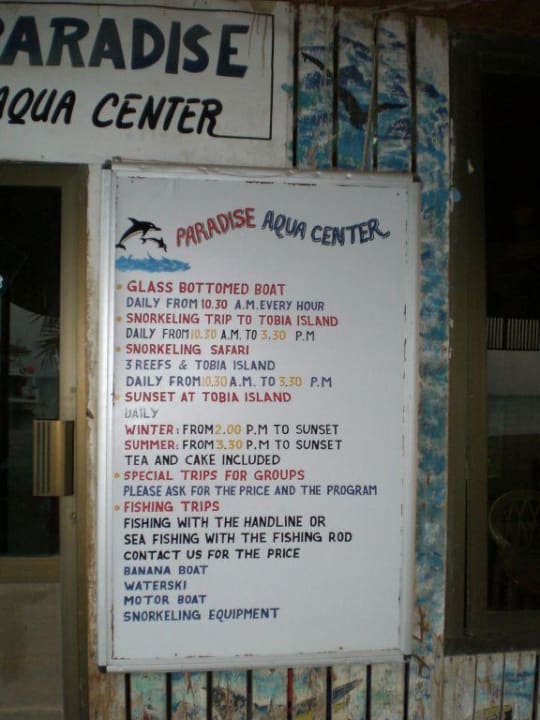 PARADISE
AQUA CENTER
PARADISE AQUA CENTER
GLASS BOTTOMED BOAT
DAILY FROM 10.30 A.M. EVERY HOUR
SNORKELING TRIP TO TOBIA ISLAND
DAILY FROM 10.30 A.M. TO 3.30 P.M
SNORKELING SAFARI
3 REEFS & TOBIA ISLAND
DAILY FROM 10.30 A.M. TO 3.30 P.M
SUNSET AT TOBIA ISLAND
DAILY
WINTER: FROM 2.00 P.M TO SUNSET
SUMMER: FROM 3.30 P.M TO SUNSET
TEA AND CAKE INCLUDED
SPECIAL TRIPS FOR GROUPS
PLEASE ASK FOR THE PRICE AND THE PROGRAM
FISHING TRIPS
FISHING WITH THE HANDLINE OR
SEA FISHING WITH THE FISHING ROD
CONTACT US FOR THE PRICE
BANANA BOAT
WATERSKI
MOTOR BOAT
SNORKELING EQUIPMENT